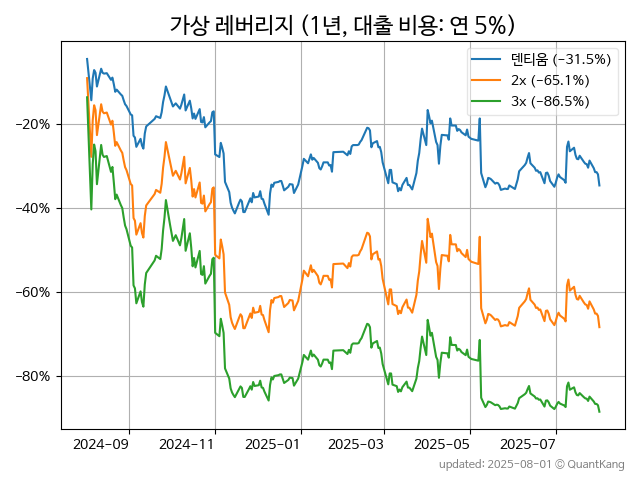 가상 레버리지 (1년, 대출 비용: 연 5%)
덴티움 (−31.5%)
2x (−65.1%)
3x (−86.5%)
−20%
−40%
−60%
−80%
2024-09 2024-11 2025-01 2025-03 2025-05 2025-07
updated: 2025-08-01 © QuantKang